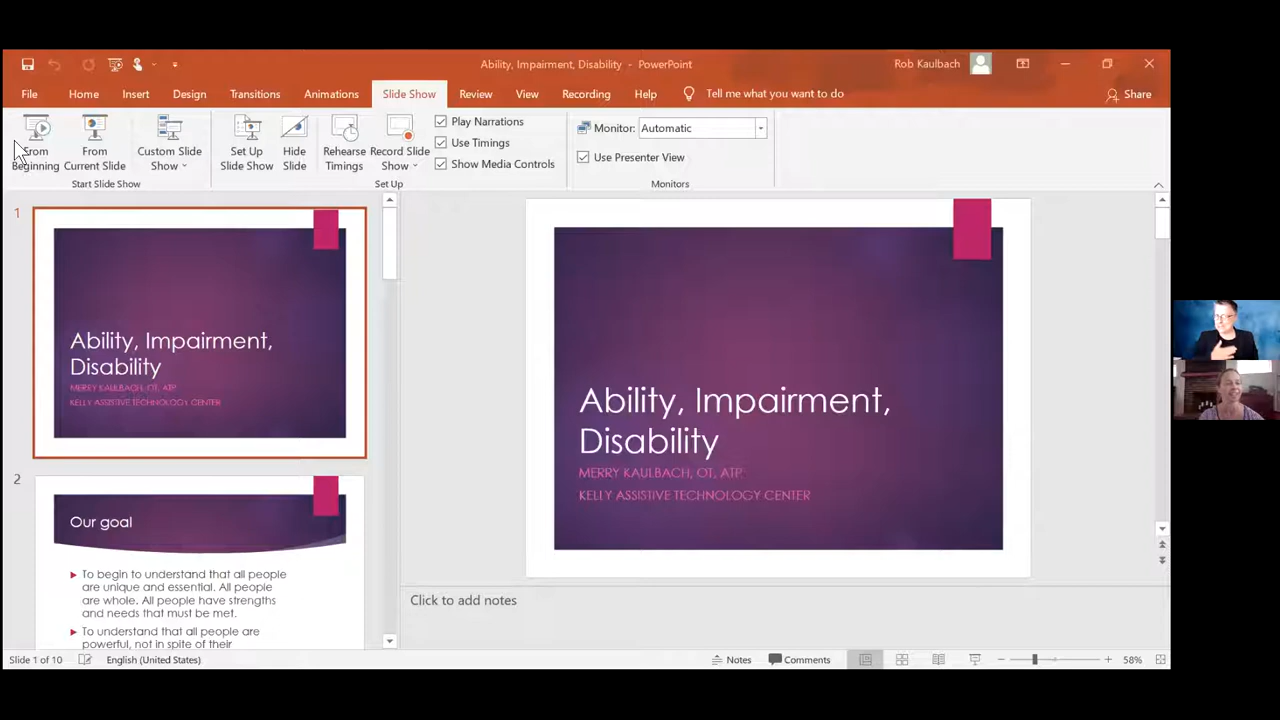 Ability, Impairment, Disability - PowerPoint
Rob Kaulbach
File Home Insert Design Transitions Animations Slide Show Review View Recording Help Tell me what you want to do Share
From Beginning
From Current Slide
Custom Slide Show
Start Slide Show
Set Up Slide Show
Hide Slide
Rehearse Timings
Record Slide Show
Play Narrations
Use Timings
Show Media Controls
Set Up
Monitor: Automatic
Use Presenter View
Monitors
1
Ability, Impairment,
Disability
MERRY KAULBACH, OT, ATP
KELLY ASSISTIVE TECHNOLOGY CENTER
2
Our goal
To begin to understand that all people
are unique and essential. All people
are whole. All people have strengths
and needs that must be met.
To understand that all people are
powerful, not in spite of their
Ability, Impairment,
Disability
MERRY KAULBACH, OT, ATP
KELLY ASSISTIVE TECHNOLOGY CENTER
Click to add notes
Slide 1 of 10 English (United States) Notes Comments 58%